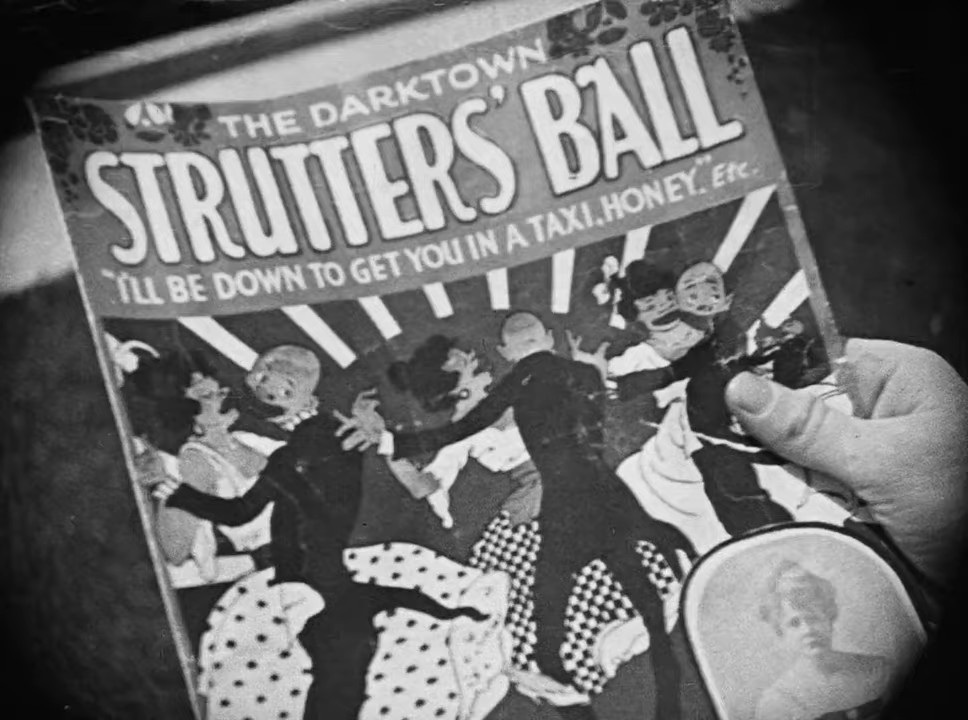 THE DARKTOWN
STRUTTERS' BALL
"I'LL BE DOWN TO GET YOU IN A TAXI, HONEY," Etc.